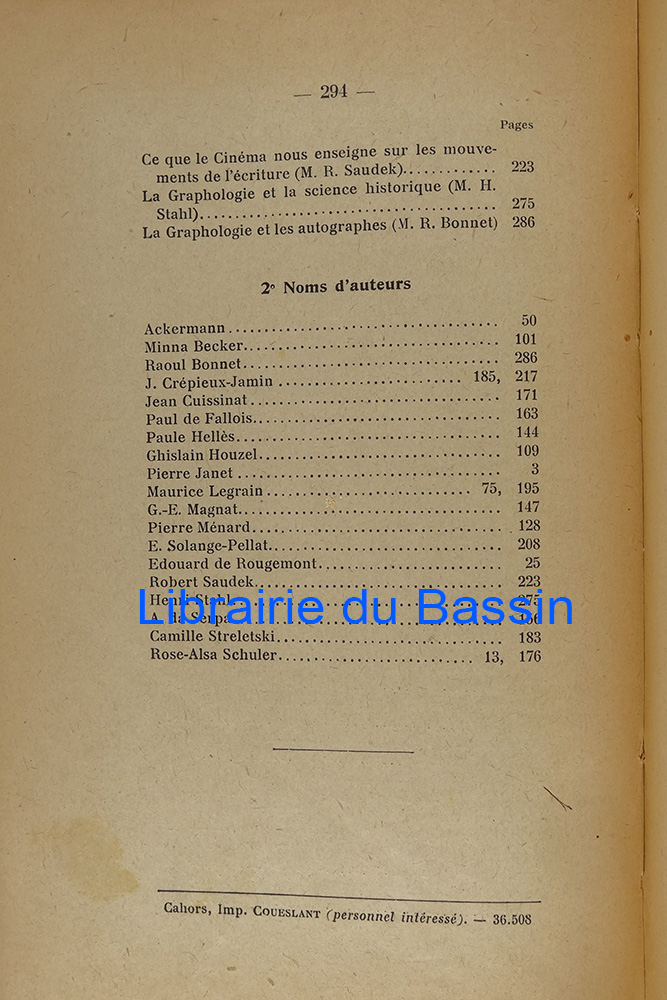 — 294 —
Pages
Ce que le Cinéma nous enseigne sur les mouve-
ments de l'écriture (M. R. Saudek)............. 223
La Graphologie et la science historique (M. H.
Stahl)....................................... 275
La Graphologie et les autographes (M. R. Bonnet) 286
2º Noms d'auteurs
Ackermann ...................................... 50
Minna Becker.................................... 101
Raoul Bonnet.................................... 286
J. Crépieux-Jamin .......................... 185, 217
Jean Cuissinat ................................... 171
Paul de Fallois................................... 163
Paule Hellès..................................... 144
Ghislain Houzel.................................. 109
Pierre Janet ..................................... 3
Maurice Legrain ............................ 75, 195
G.-E. Magnat.................................... 147
Pierre Ménard................................... 128
E. Solange-Pellat................................ 208
Edouard de Rougemont.......................... 25
Robert Saudek.................................. 223
Henri Stahl..................................... 275
Librairie du Bassin
Camille Streletski................................ 183
Rose-Alsa Schuler.......................... 13, 176
Cahors, Imp. COUESLANT (personnel intéressé). — 36.508